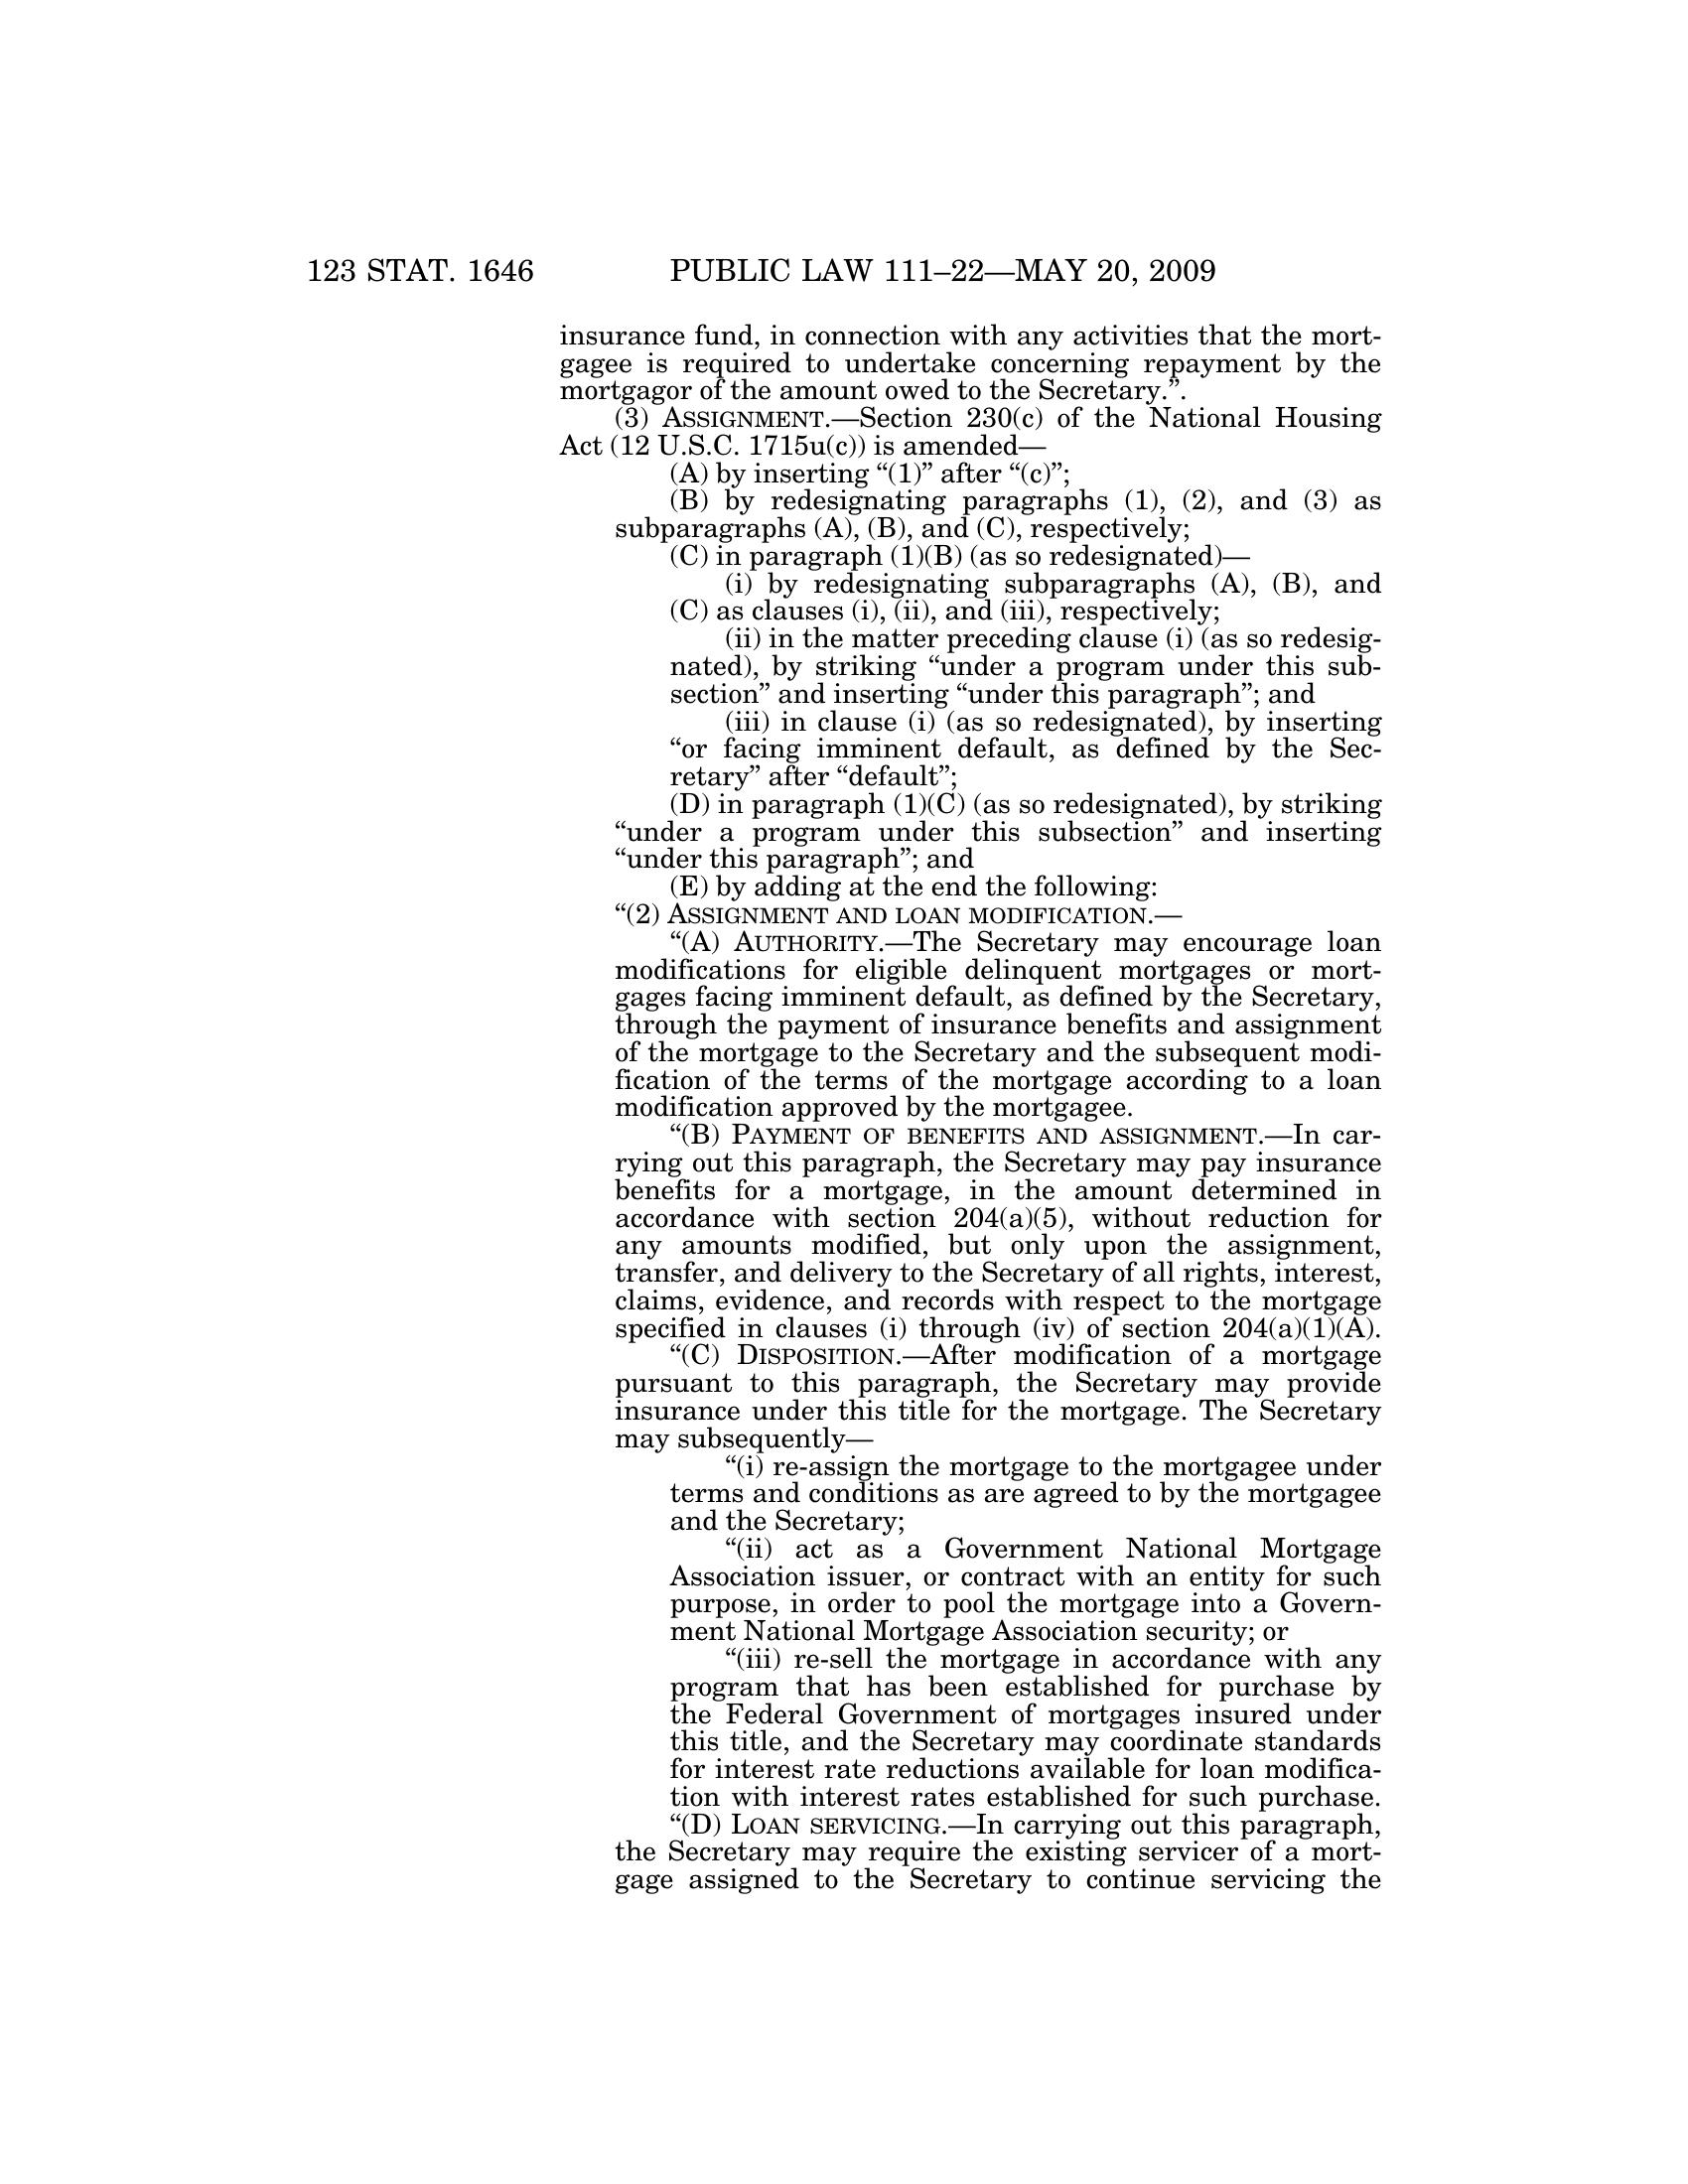 123 STAT. 1646 PUBLIC LAW 111–22—MAY 20, 2009
insurance fund, in connection with any activities that the mort-
gagee is required to undertake concerning repayment by the
mortgagor of the amount owed to the Secretary.”.
(3) ASSIGNMENT.—Section 230(c) of the National Housing
Act (12 U.S.C. 1715u(c)) is amended—
(A) by inserting “(1)” after “(c)”;
(B) by redesignating paragraphs (1), (2), and (3) as
subparagraphs (A), (B), and (C), respectively;
(C) in paragraph (1)(B) (as so redesignated)—
(i) by redesignating subparagraphs (A), (B), and
(C) as clauses (i), (ii), and (iii), respectively;
(ii) in the matter preceding clause (i) (as so redesig-
nated), by striking “under a program under this sub-
section” and inserting “under this paragraph”; and
(iii) in clause (i) (as so redesignated), by inserting
“or facing imminent default, as defined by the Sec-
retary” after “default”;
(D) in paragraph (1)(C) (as so redesignated), by striking
“under a program under this subsection” and inserting
“under this paragraph”; and
(E) by adding at the end the following:
“(2) ASSIGNMENT AND LOAN MODIFICATION.—
“(A) AUTHORITY.—The Secretary may encourage loan
modifications for eligible delinquent mortgages or mort-
gages facing imminent default, as defined by the Secretary,
through the payment of insurance benefits and assignment
of the mortgage to the Secretary and the subsequent modi-
fication of the terms of the mortgage according to a loan
modification approved by the mortgagee.
“(B) PAYMENT OF BENEFITS AND ASSIGNMENT.—In car-
rying out this paragraph, the Secretary may pay insurance
benefits for a mortgage, in the amount determined in
accordance with section 204(a)(5), without reduction for
any amounts modified, but only upon the assignment,
transfer, and delivery to the Secretary of all rights, interest,
claims, evidence, and records with respect to the mortgage
specified in clauses (i) through (iv) of section 204(a)(1)(A).
“(C) DISPOSITION.—After modification of a mortgage
pursuant to this paragraph, the Secretary may provide
insurance under this title for the mortgage. The Secretary
may subsequently—
“(i) re-assign the mortgage to the mortgagee under
terms and conditions as are agreed to by the mortgagee
and the Secretary;
“(ii) act as a Government National Mortgage
Association issuer, or contract with an entity for such
purpose, in order to pool the mortgage into a Govern-
ment National Mortgage Association security; or
“(iii) re-sell the mortgage in accordance with any
program that has been established for purchase by
the Federal Government of mortgages insured under
this title, and the Secretary may coordinate standards
for interest rate reductions available for loan modifica-
tion with interest rates established for such purchase.
“(D) LOAN SERVICING.—In carrying out this paragraph,
the Secretary may require the existing servicer of a mort-
gage assigned to the Secretary to continue servicing the